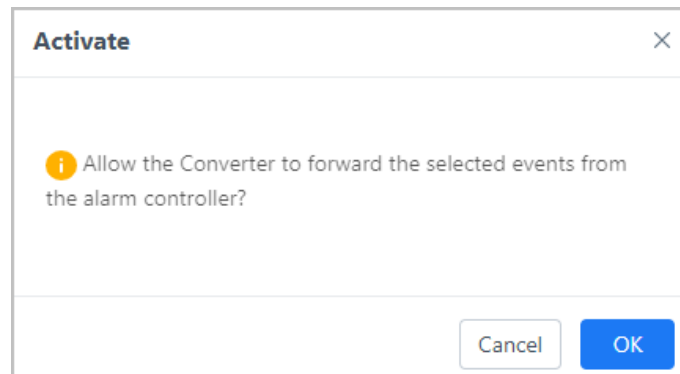 Activate
Allow the Converter to forward the selected events from
the alarm controller?
Cancel
OK